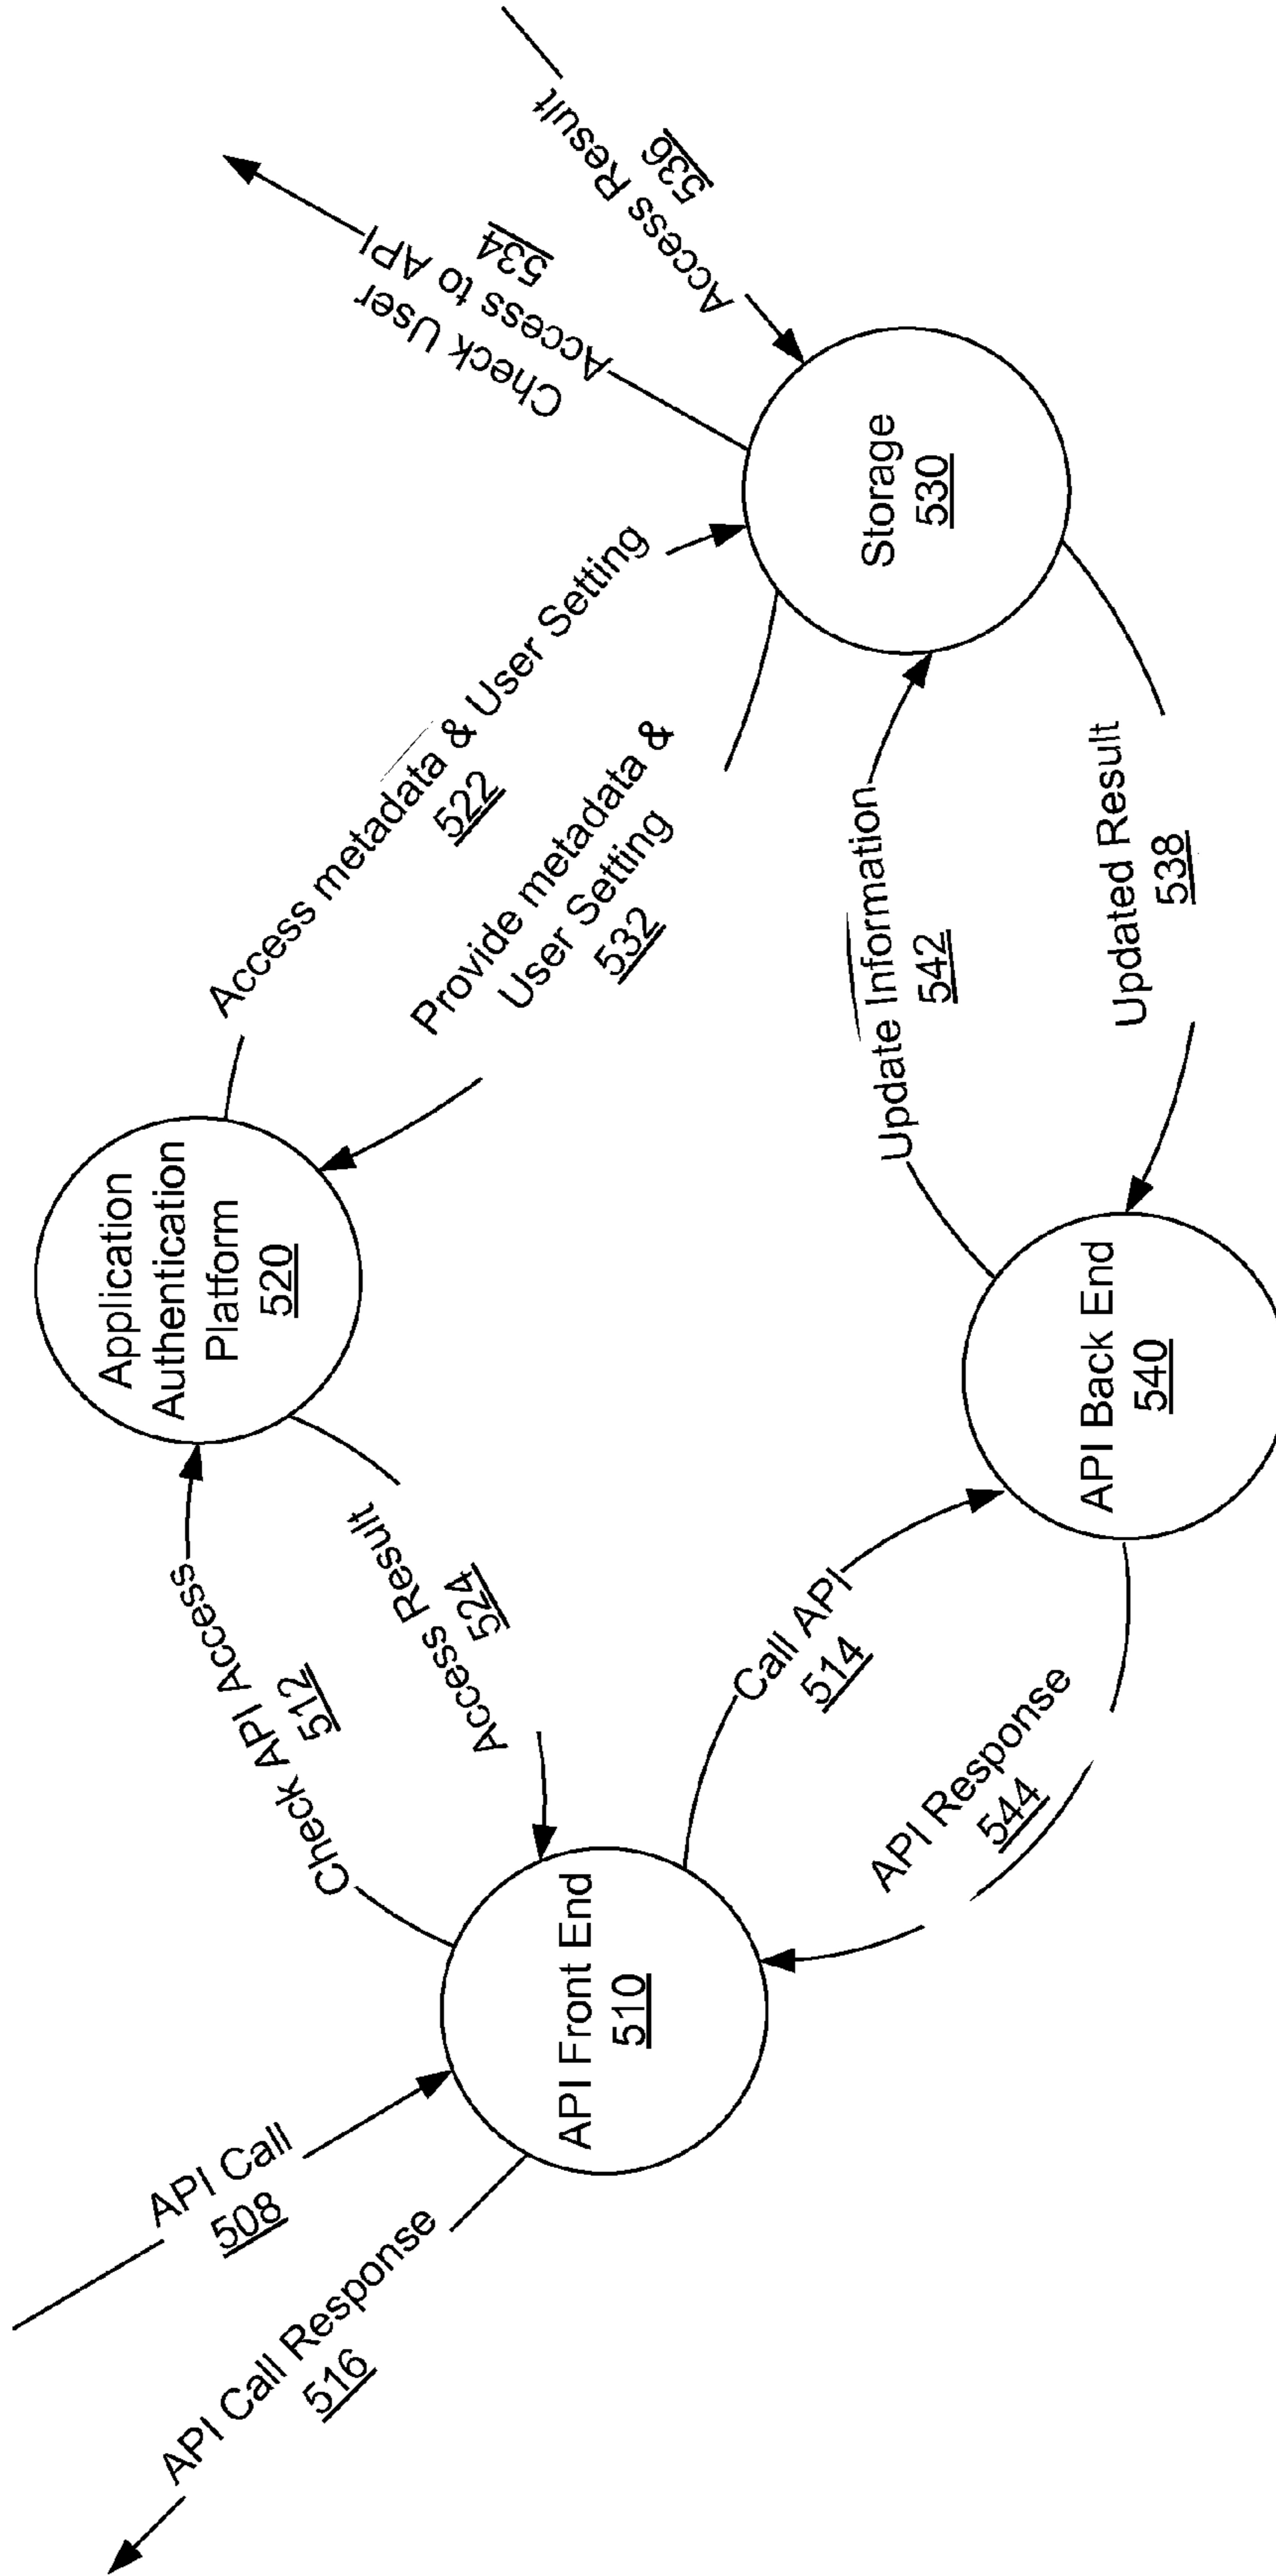 API Call
508
API Call Response
516
API Front End
510
Check API Access
512
Access Result
524
Call API
514
API Response
544
Application
Authentication
Platform
520
API Back End
540
Access metadata & User Setting
522
Provide metadata &
User Setting
532
Update Information
542
Updated Result
538
Storage
530
Check User
Access to API
534
Access Result
536